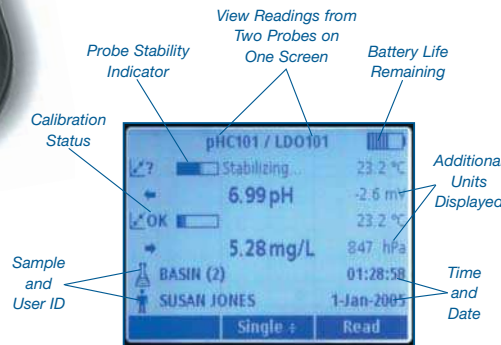 View Readings from
Two Probes on
One Screen
Probe Stability
Indicator
Battery Life
Remaining
Calibration
Status
pHC101 / LDO101
? Stabilizing... 23.2 °C
6.99 pH -2.6 mV
OK 23.2 °C
5.28 mg/L 847 hPa
Additional
Units
Displayed
Sample
and
User ID
BASIN (2) 01:28:58
SUSAN JONES 1-Jan-2005
Time
and
Date
Single ÷ Read